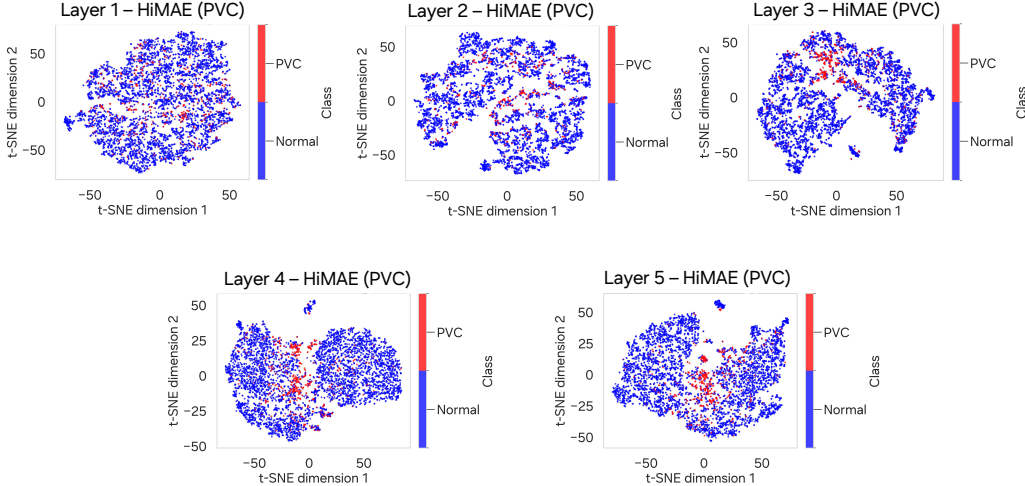 Layer 1 – HiMAE (PVC)
t-SNE dimension 2
50
0
−50
−50 0 50
t-SNE dimension 1
PVC
Normal
Class
Layer 2 – HiMAE (PVC)
t-SNE dimension 2
50
0
−50
−50 0 50
t-SNE dimension 1
PVC
Normal
Class
Layer 3 – HiMAE (PVC)
t-SNE dimension 2
50
0
−50
−50 0 50
t-SNE dimension 1
PVC
Normal
Class
Layer 4 – HiMAE (PVC)
t-SNE dimension 2
50
25
0
−25
−50
−50 0 50
t-SNE dimension 1
PVC
Normal
Class
Layer 5 – HiMAE (PVC)
t-SNE dimension 2
50
25
0
−25
−50
−50 0 50
t-SNE dimension 1
PVC
Normal
Class